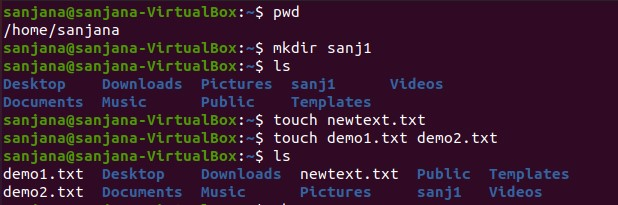 sanjana@sanjana-VirtualBox:~$ pwd
/home/sanjana
sanjana@sanjana-VirtualBox:~$ mkdir sanj1
sanjana@sanjana-VirtualBox:~$ ls
Desktop Downloads Pictures sanj1 Videos
Documents Music Public Templates
sanjana@sanjana-VirtualBox:~$ touch newtext.txt
sanjana@sanjana-VirtualBox:~$ touch demo1.txt demo2.txt
sanjana@sanjana-VirtualBox:~$ ls
demo1.txt Desktop Downloads newtext.txt Public Templates
demo2.txt Documents Music Pictures sanj1 Videos